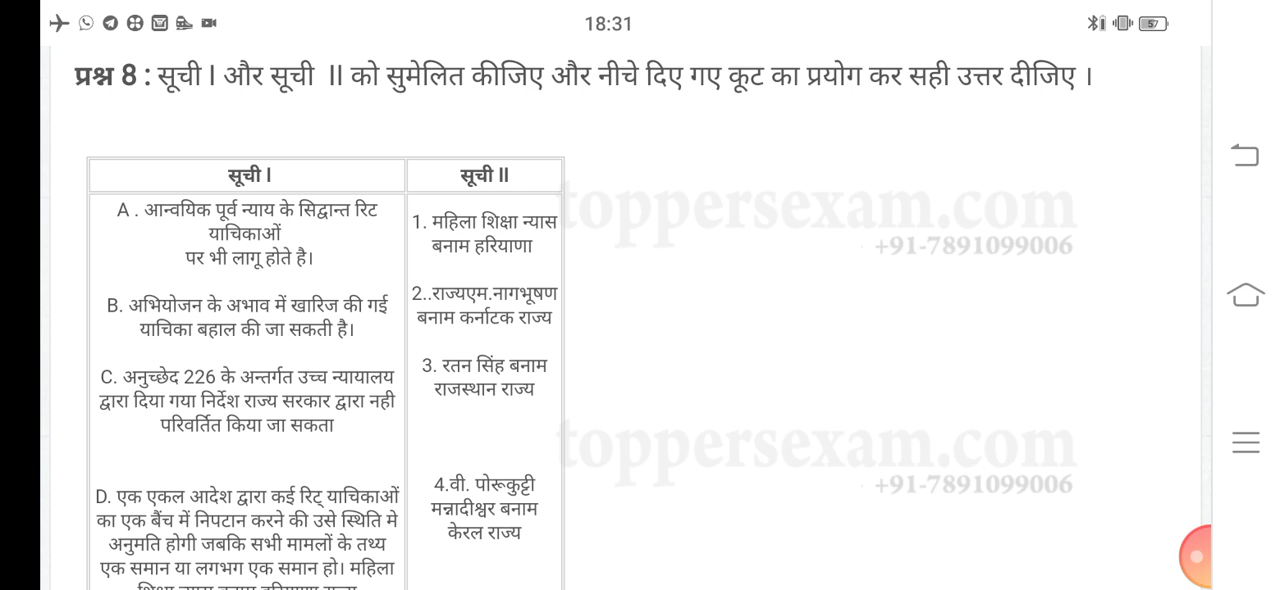 18:31
57
प्रश्न 8 : सूची I और सूची II को सुमेलित कीजिए और नीचे दिए गए कूट का प्रयोग कर सही उत्तर दीजिए ।
सूची I
सूची II
A . आन्वयिक पूर्व न्याय के सिद्वान्त रिट
याचिकाओं
पर भी लागू होते है।
B. अभियोजन के अभाव में खारिज की गई
याचिका बहाल की जा सकती है।
C. अनुच्छेद 226 के अन्तर्गत उच्च न्यायालय
द्वारा दिया गया निर्देश राज्य सरकार द्वारा नही
परिवर्तित किया जा सकता
D. एक एकल आदेश द्वारा कई रिट् याचिकाओं
का एक बैंच में निपटान करने की उसे स्थिति मे
अनुमति होगी जबकि सभी मामलों के तथ्य
एक समान या लगभग एक समान हो। महिला
1. महिला शिक्षा न्यास
बनाम हरियाणा
2..राज्यएम.नागभूषण
बनाम कर्नाटक राज्य
3. रतन सिंह बनाम
राजस्थान राज्य
4.वी. पोरूकुट्टी
मन्नादीश्वर बनाम
केरल राज्य
toppersexam.com
+91-7891099006
toppersexam.com
+91-7891099006